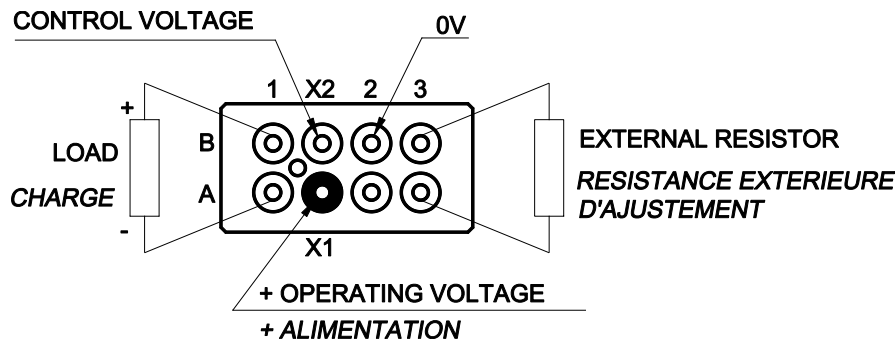 CONTROL VOLTAGE
0V
1 X2 2 3
+
B
LOAD
EXTERNAL RESISTOR
CHARGE
A
RESISTANCE EXTERIEURE
D'AJUSTEMENT
-
X1
+ OPERATING VOLTAGE
+ ALIMENTATION